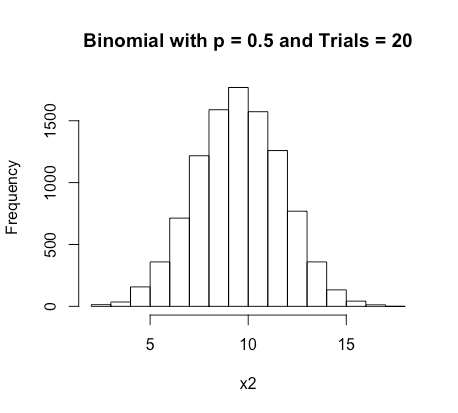 Binomial with p = 0.5 and Trials = 20
Frequency
1500
1000
500
0
5 10 15
x2